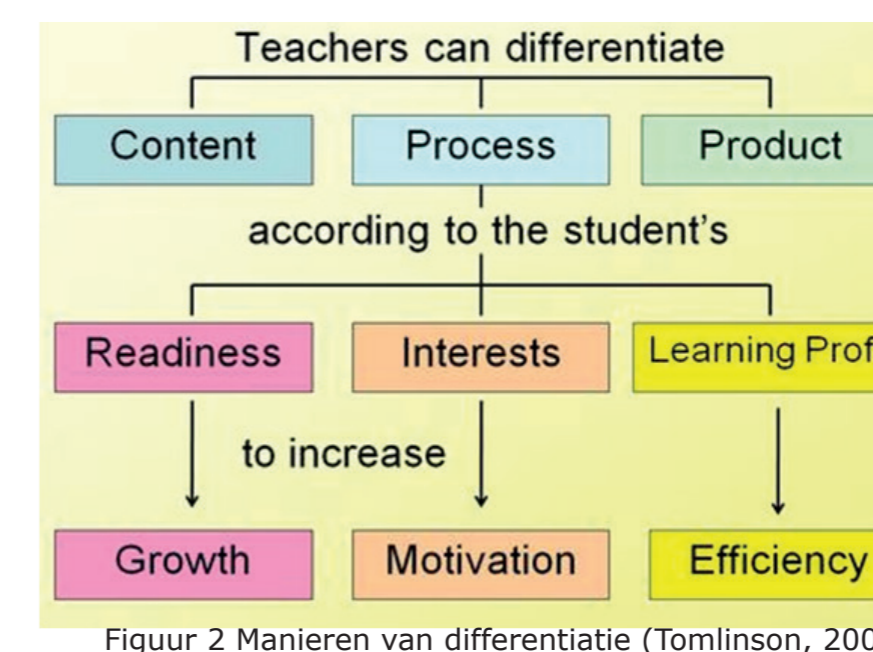 Teachers can differentiate
Content Process Product
according to the student's
Readiness Interests Learning Prof
to increase
Growth Motivation Efficiency
Figuur 2 Manieren van differentiatie (Tomlinson, 200